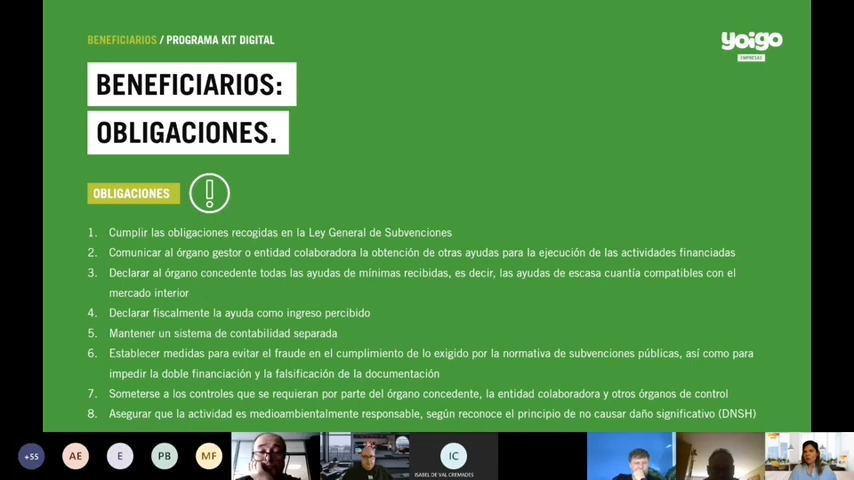 BENEFICIARIOS / PROGRAMA KIT DIGITAL
yoigo
EMPRESAS
BENEFICIARIOS:
OBLIGACIONES.
OBLIGACIONES
1. Cumplir las obligaciones recogidas en la Ley General de Subvenciones
2. Comunicar al órgano gestor o entidad colaboradora la obtención de otras ayudas para la ejecución de las actividades financiadas
3. Declarar al órgano concedente todas las ayudas de mínimas recibidas, es decir, las ayudas de escasa cuantía compatibles con el
mercado interior
4. Declarar fiscalmente la ayuda como ingreso percibido
5. Mantener un sistema de contabilidad separada
6. Establecer medidas para evitar el fraude en el cumplimiento de lo exigido por la normativa de subvenciones públicas, así como para
impedir la doble financiación y la falsificación de la documentación
7. Someterse a los controles que se requieran por parte del órgano concedente, la entidad colaboradora y otros órganos de control
8. Asegurar que la actividad es medioambientalmente responsable, según reconoce el principio de no causar daño significativo (DNSH)
+55
AE
E
PB
MF
IC
ISABEL DE VAL CREMADES